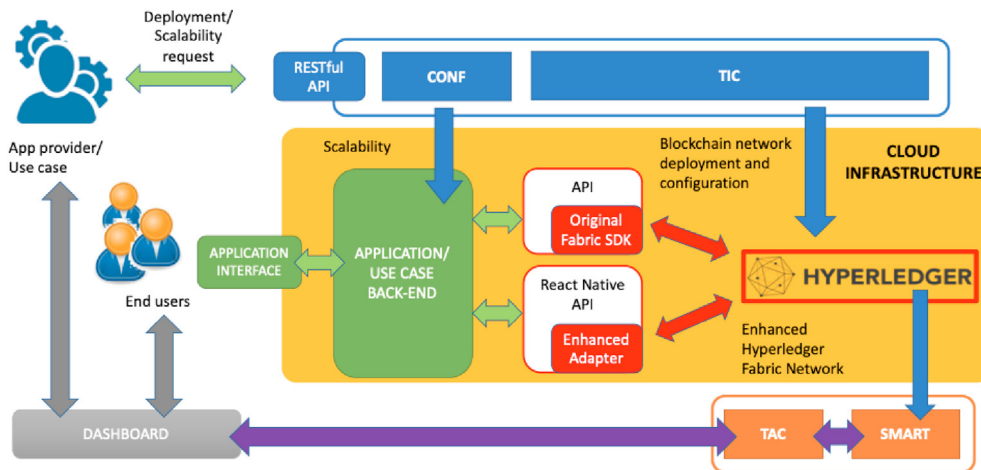 Deployment/
Scalability
request
RESTful
API
CONF
TIC
App provider/
Use case
Scalability
Blockchain network
deployment and
configuration
CLOUD
INFRASTRUCTURE
API
Original
Fabric SDK
APPLICATION
INTERFACE
APPLICATION/
USE CASE
BACK-END
HYPERLEDGER
React Native
API
Enhanced
Adapter
End users
Enhanced
Hyperledger
Fabric Network
DASHBOARD
TAC
SMART